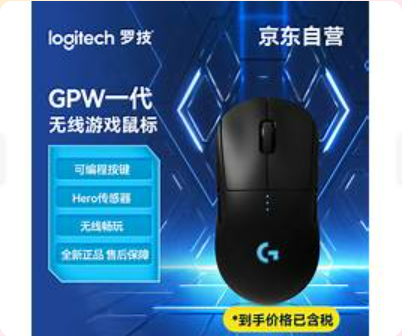 logitech 罗技
京东自营
GPW一代
无线游戏鼠标
可编程按键
Hero传感器
无线畅玩
全新正品 售后保障
*到手价格已含税